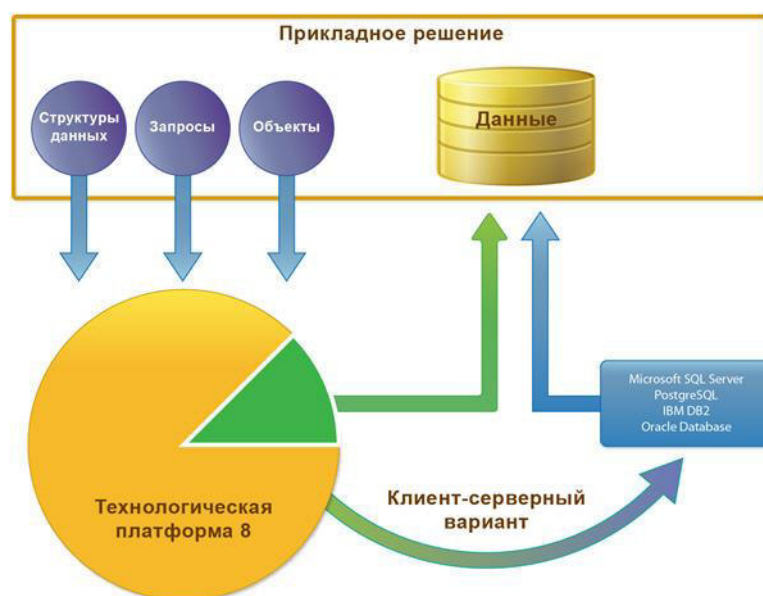 Прикладное решение
Структуры
данных
Запросы
Объекты
Данные
Microsoft SQL Server
PostgreSQL
IBM DB2
Oracle Database
Клиент-серверный
вариант
Технологическая
платформа 8